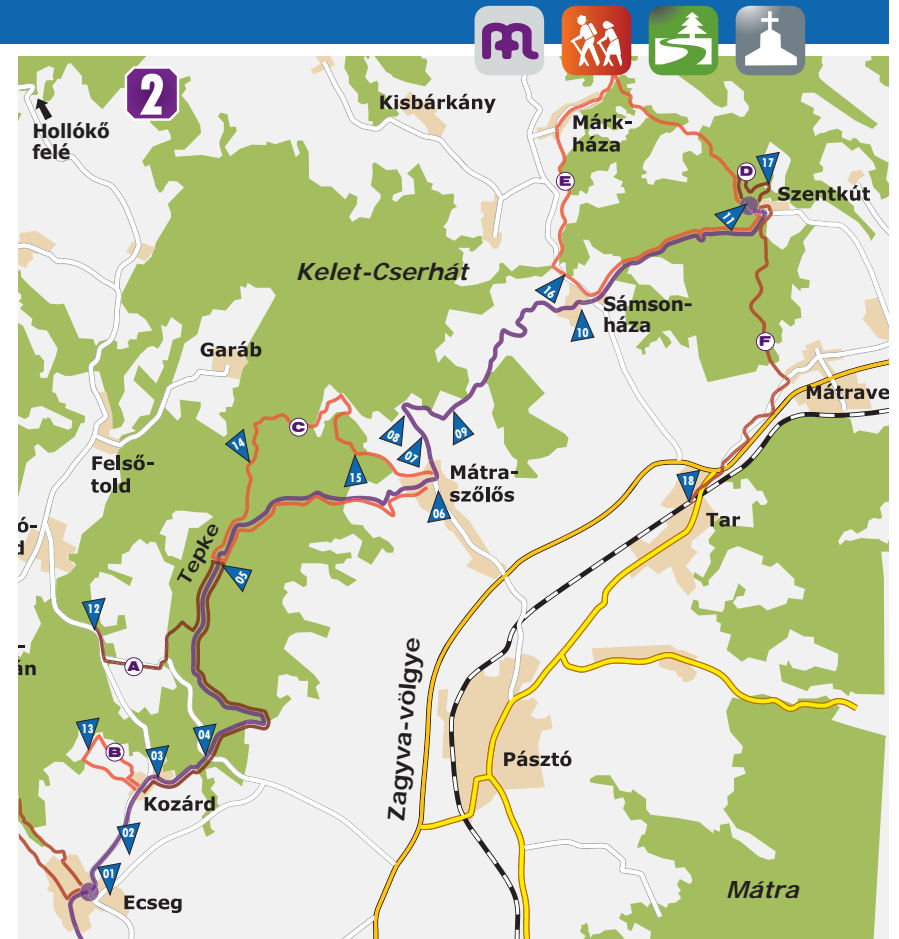 2
Hollókő
felé
Kisbárkány
Márk-
háza
E
D
17
Szentkút
11
Kelet-Cserhát
16
Sámson-
háza
10
Garáb
F
Mátrave
C
14
08
07
09
Felső-
told
15
Mátra-
szőlős
06
18
Tar
ó-
d
Tepke
05
12
-
án
A
Zagyva-völgye
13
B
03
04
Pásztó
Kozárd
02
01
Ecseg
Mátra